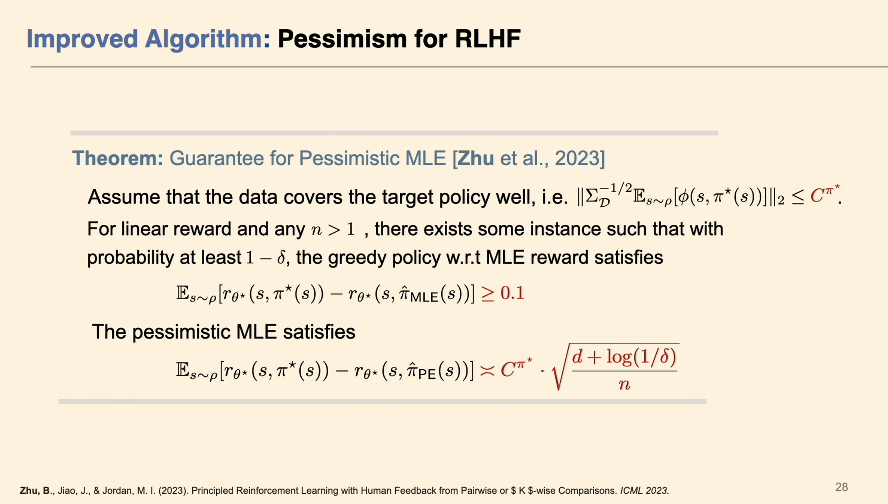 Improved Algorithm: Pessimism for RLHF
Theorem: Guarantee for Pessimistic MLE [Zhu et al., 2023]
Assume that the data covers the target policy well, i.e. $\|\Sigma_{\mathcal{D}}^{-1/2}\mathbb{E}_{s\sim\rho}[\phi(s, \pi^\star(s))]\|_2 \leq C^{\pi^\star}$.
For linear reward and any $n > 1$ , there exists some instance such that with
probability at least $1 - \delta$, the greedy policy w.r.t MLE reward satisfies
$\mathbb{E}_{s\sim\rho}[r_{\theta^\star}(s, \pi^\star(s)) - r_{\theta^\star}(s, \hat{\pi}_{\mathsf{MLE}}(s))] \geq 0.1$
The pessimistic MLE satisfies
$\mathbb{E}_{s\sim\rho}[r_{\theta^\star}(s, \pi^\star(s)) - r_{\theta^\star}(s, \hat{\pi}_{\mathsf{PE}}(s))] \asymp C^{\pi^\star} \cdot \sqrt{\frac{d + \log(1/\delta)}{n}}$
Zhu, B., Jiao, J., & Jordan, M. I. (2023). Principled Reinforcement Learning with Human Feedback from Pairwise or $ K $-wise Comparisons. ICML 2023.
28